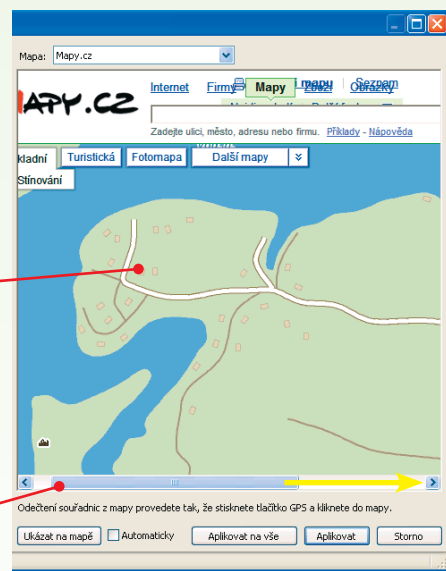 Mapa: Mapy.cz
MAPY.CZ
Internet Firmy Mapy Zboží Obrázky
mapu Seznam
Zadejte ulici, město, adresu nebo firmu. Příklady - Nápověda
kladní Turistická Fotomapa Další mapy
Stínování
Odečtení souřadnic z mapy provedete tak, že stisknete tlačítko GPS a kliknete do mapy.
Ukázat na mapě Automaticky Aplikovat na vše Aplikovat Storno